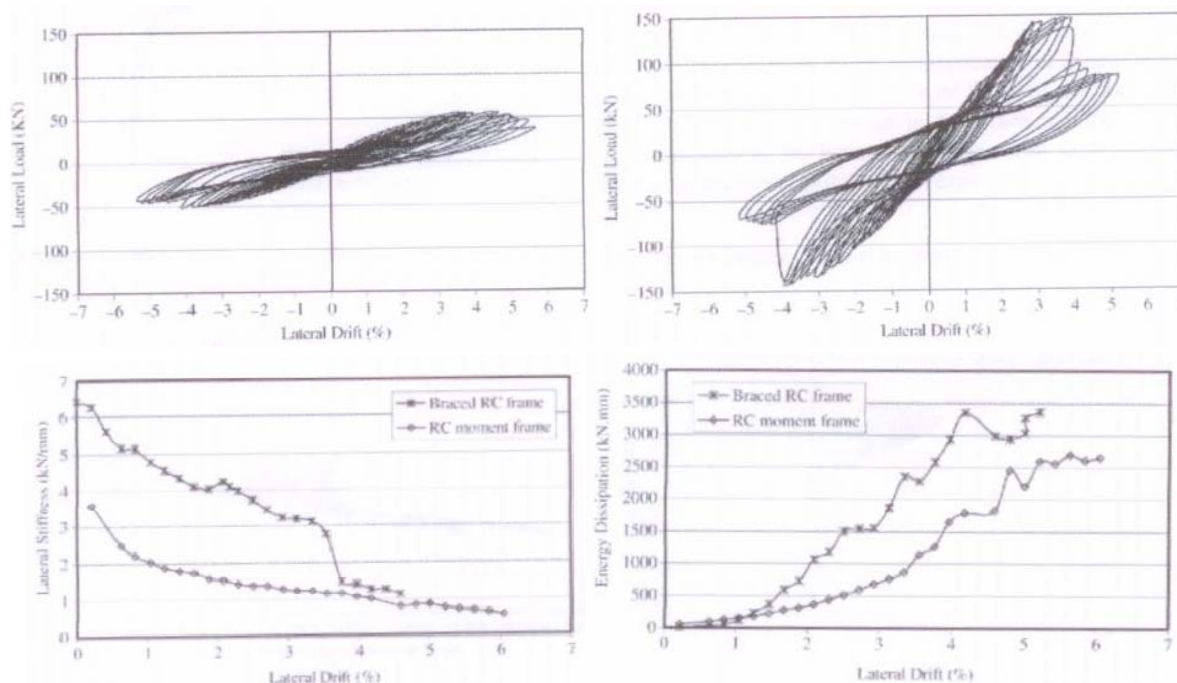 Lateral Load (KN)
150
100
50
0
−50
−100
−150
−7 −6 −5 −4 −3 −2 −1 0 1 2 3 4 5 6 7
Lateral Drift (%)
Lateral Load (kN)
150
100
50
0
−50
−100
−150
−7 −6 −5 −4 −3 −2 −1 0 1 2 3 4 5 6
Lateral Drift (%)
Lateral Stiffness (kN/mm)
7
6
5
4
3
2
1
0
0 1 2 3 4 5 6 7
Lateral Drift (%)
Braced RC frame
RC moment frame
Energy Dissipation (kN.mm)
4000
3500
3000
2500
2000
1500
1000
500
0
0 1 2 3 4 5 6 7
Lateral Drift (%)
Braced RC frame
RC moment frame